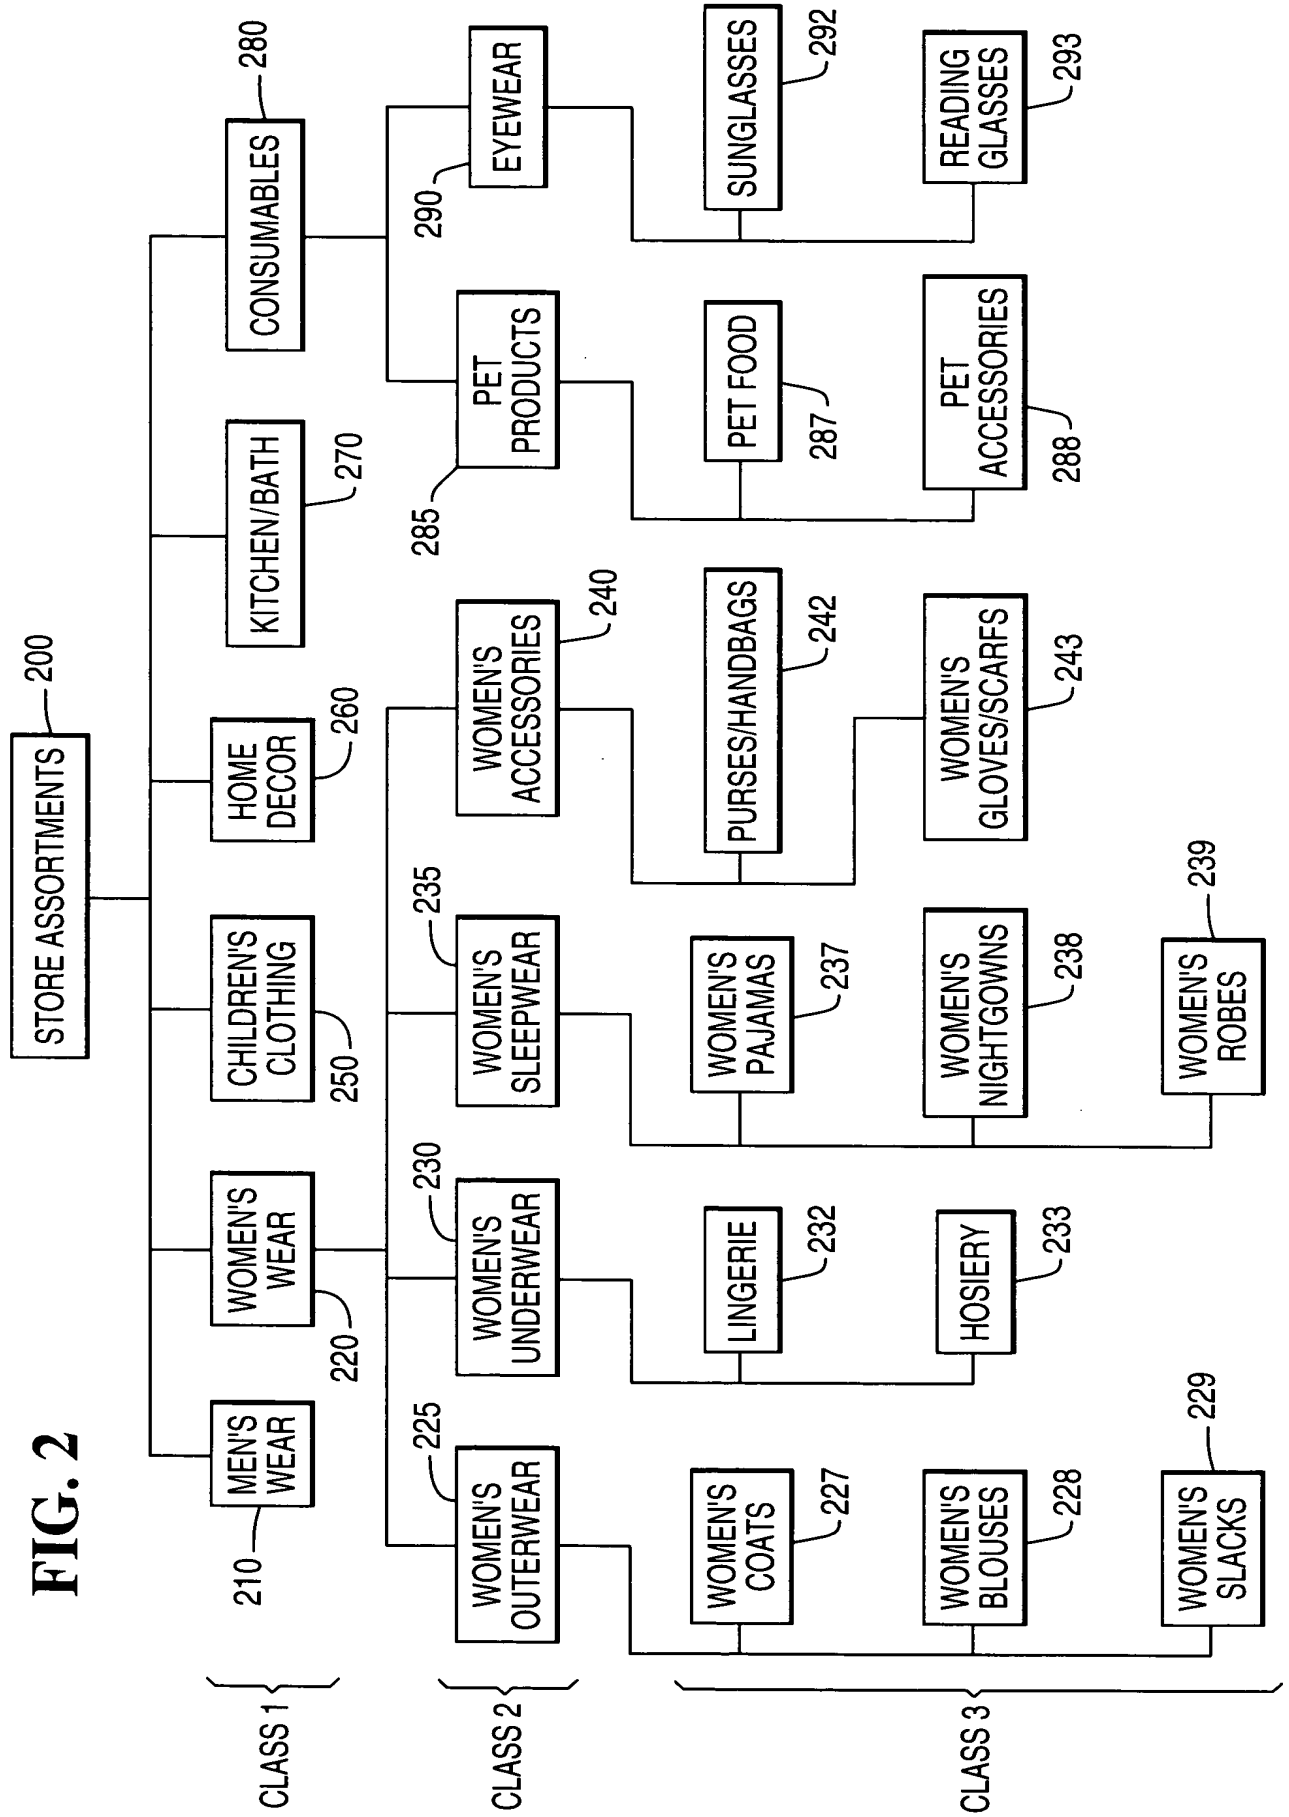 FIG. 2
STORE ASSORTMENTS
200
CLASS 1
MEN'S
WEAR
210
WOMEN'S
WEAR
220
CHILDREN'S
CLOTHING
250
HOME
DECOR
260
KITCHEN/BATH
270
CONSUMABLES
280
CLASS 2
WOMEN'S
OUTERWEAR
225
WOMEN'S
UNDERWEAR
230
WOMEN'S
SLEEPWEAR
235
WOMEN'S
ACCESSORIES
240
PET
PRODUCTS
285
EYEWEAR
290
CLASS 3
WOMEN'S
COATS
227
LINGERIE
232
WOMEN'S
PAJAMAS
237
PURSES/HANDBAGS
242
PET FOOD
287
SUNGLASSES
292
WOMEN'S
BLOUSES
228
HOSIERY
233
WOMEN'S
NIGHTGOWNS
238
WOMEN'S
GLOVES/SCARFS
243
PET
ACCESSORIES
288
READING
GLASSES
293
WOMEN'S
SLACKS
229
WOMEN'S
ROBES
239